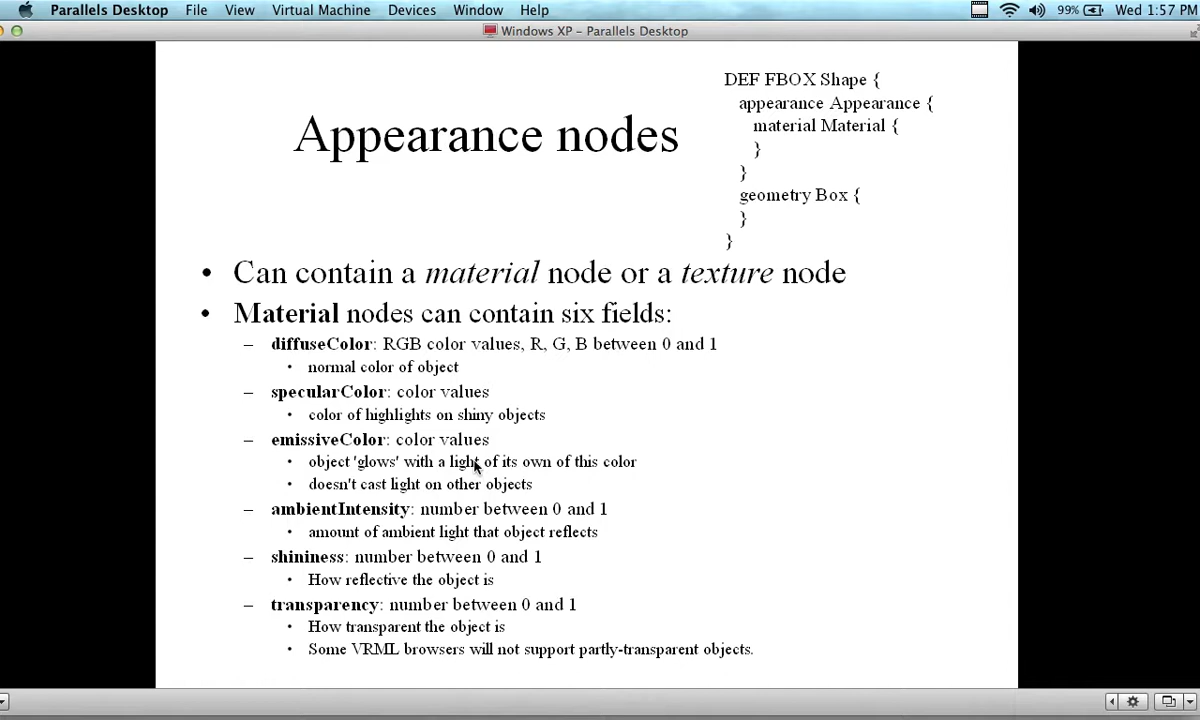 Parallels Desktop File View Virtual Machine Devices Window Help 99% Wed 1:57 PM
Windows XP - Parallels Desktop
Appearance nodes
DEF FBOX Shape {
appearance Appearance {
material Material {
}
}
geometry Box {
}
}
• Can contain a material node or a texture node
• Material nodes can contain six fields:
– diffuseColor: RGB color values, R, G, B between 0 and 1
• normal color of object
– specularColor: color values
• color of highlights on shiny objects
– emissiveColor: color values
• object 'glows' with a light of its own of this color
• doesn't cast light on other objects
– ambientIntensity: number between 0 and 1
• amount of ambient light that object reflects
– shininess: number between 0 and 1
• How reflective the object is
– transparency: number between 0 and 1
• How transparent the object is
• Some VRML browsers will not support partly-transparent objects.